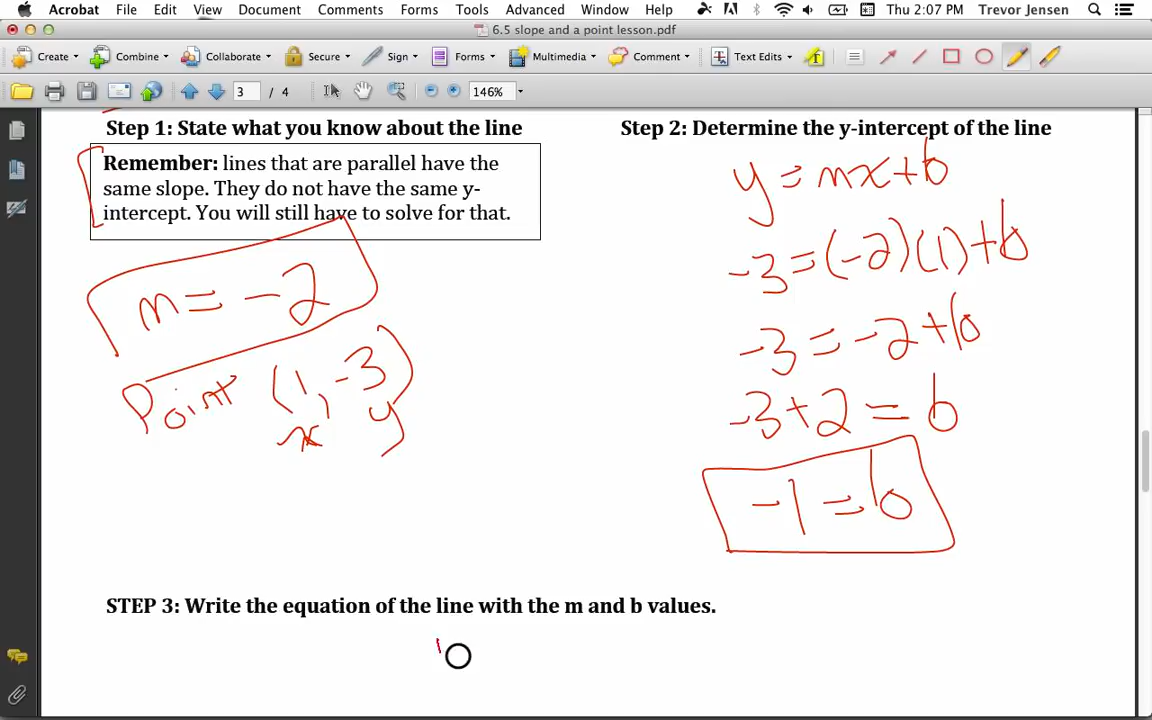 Acrobat File Edit View Document Comments Forms Tools Advanced Window Help Thu 2:07 PM Trevor Jensen
6.5 slope and a point lesson.pdf
Create Combine Collaborate Secure Sign Forms Multimedia Comment Text Edits
3 / 4 146%
Step 1: State what you know about the line
Remember: lines that are parallel have the
same slope. They do not have the same y-
intercept. You will still have to solve for that.
m = -2
Point (1, -3)
x y
Step 2: Determine the y-intercept of the line
y = mx + b
-3 = (-2)(1) + b
-3 = -2 + b
-3 + 2 = b
-1 = b
STEP 3: Write the equation of the line with the m and b values.